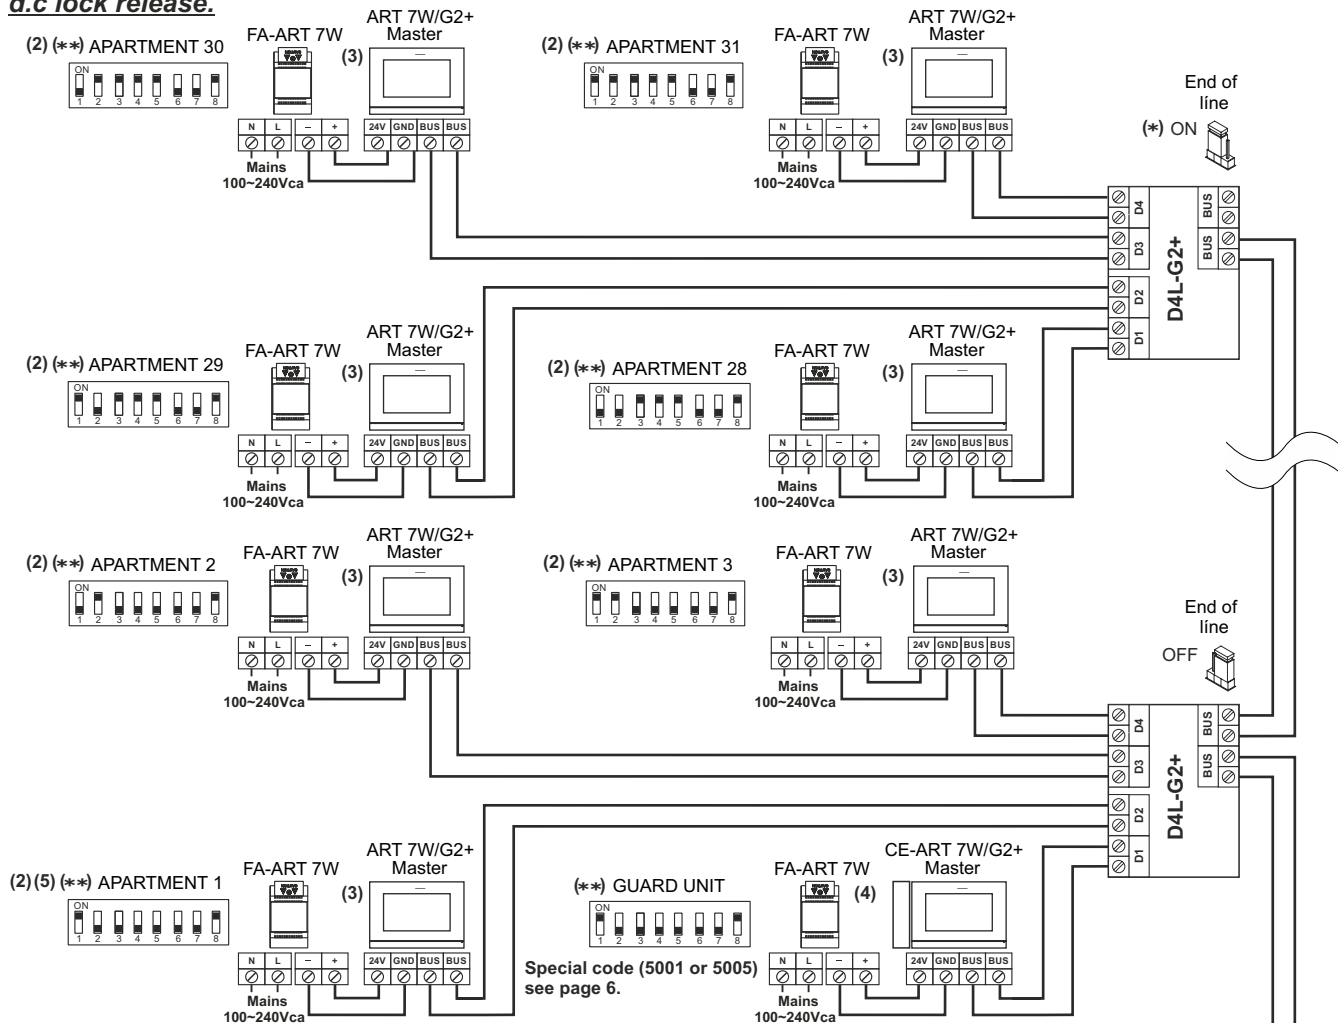 d.c lock release.
(2) (**) APARTMENT 30
ON
1 2 3 4 5 6 7 8
FA-ART 7W
(3)
ART 7W/G2+
Master
N L – + 24V GND BUS BUS
Mains
100~240Vca
(2) (**) APARTMENT 31
ON
1 2 3 4 5 6 7 8
FA-ART 7W
(3)
ART 7W/G2+
Master
N L – + 24V GND BUS BUS
Mains
100~240Vca
End of
line
(*) ON
D4
D3
D2
D1
D4L-G2+
BUS
BUS
(2) (**) APARTMENT 29
ON
1 2 3 4 5 6 7 8
FA-ART 7W
(3)
ART 7W/G2+
Master
N L – + 24V GND BUS BUS
Mains
100~240Vca
(2) (**) APARTMENT 28
ON
1 2 3 4 5 6 7 8
FA-ART 7W
(3)
ART 7W/G2+
Master
N L – + 24V GND BUS BUS
Mains
100~240Vca
(2) (**) APARTMENT 2
ON
1 2 3 4 5 6 7 8
FA-ART 7W
(3)
ART 7W/G2+
Master
N L – + 24V GND BUS BUS
Mains
100~240Vca
(2) (**) APARTMENT 3
ON
1 2 3 4 5 6 7 8
FA-ART 7W
(3)
ART 7W/G2+
Master
N L – + 24V GND BUS BUS
Mains
100~240Vca
End of
line
OFF
D4
D3
D2
D1
D4L-G2+
BUS
BUS
(2) (5) (**) APARTMENT 1
ON
1 2 3 4 5 6 7 8
FA-ART 7W
(3)
ART 7W/G2+
Master
N L – + 24V GND BUS BUS
Mains
100~240Vca
(**) GUARD UNIT
ON
1 2 3 4 5 6 7 8
Special code (5001 or 5005)
see page 6.
FA-ART 7W
(4)
CE-ART 7W/G2+
Master
N L – + 24V GND BUS BUS
Mains
100~240Vca